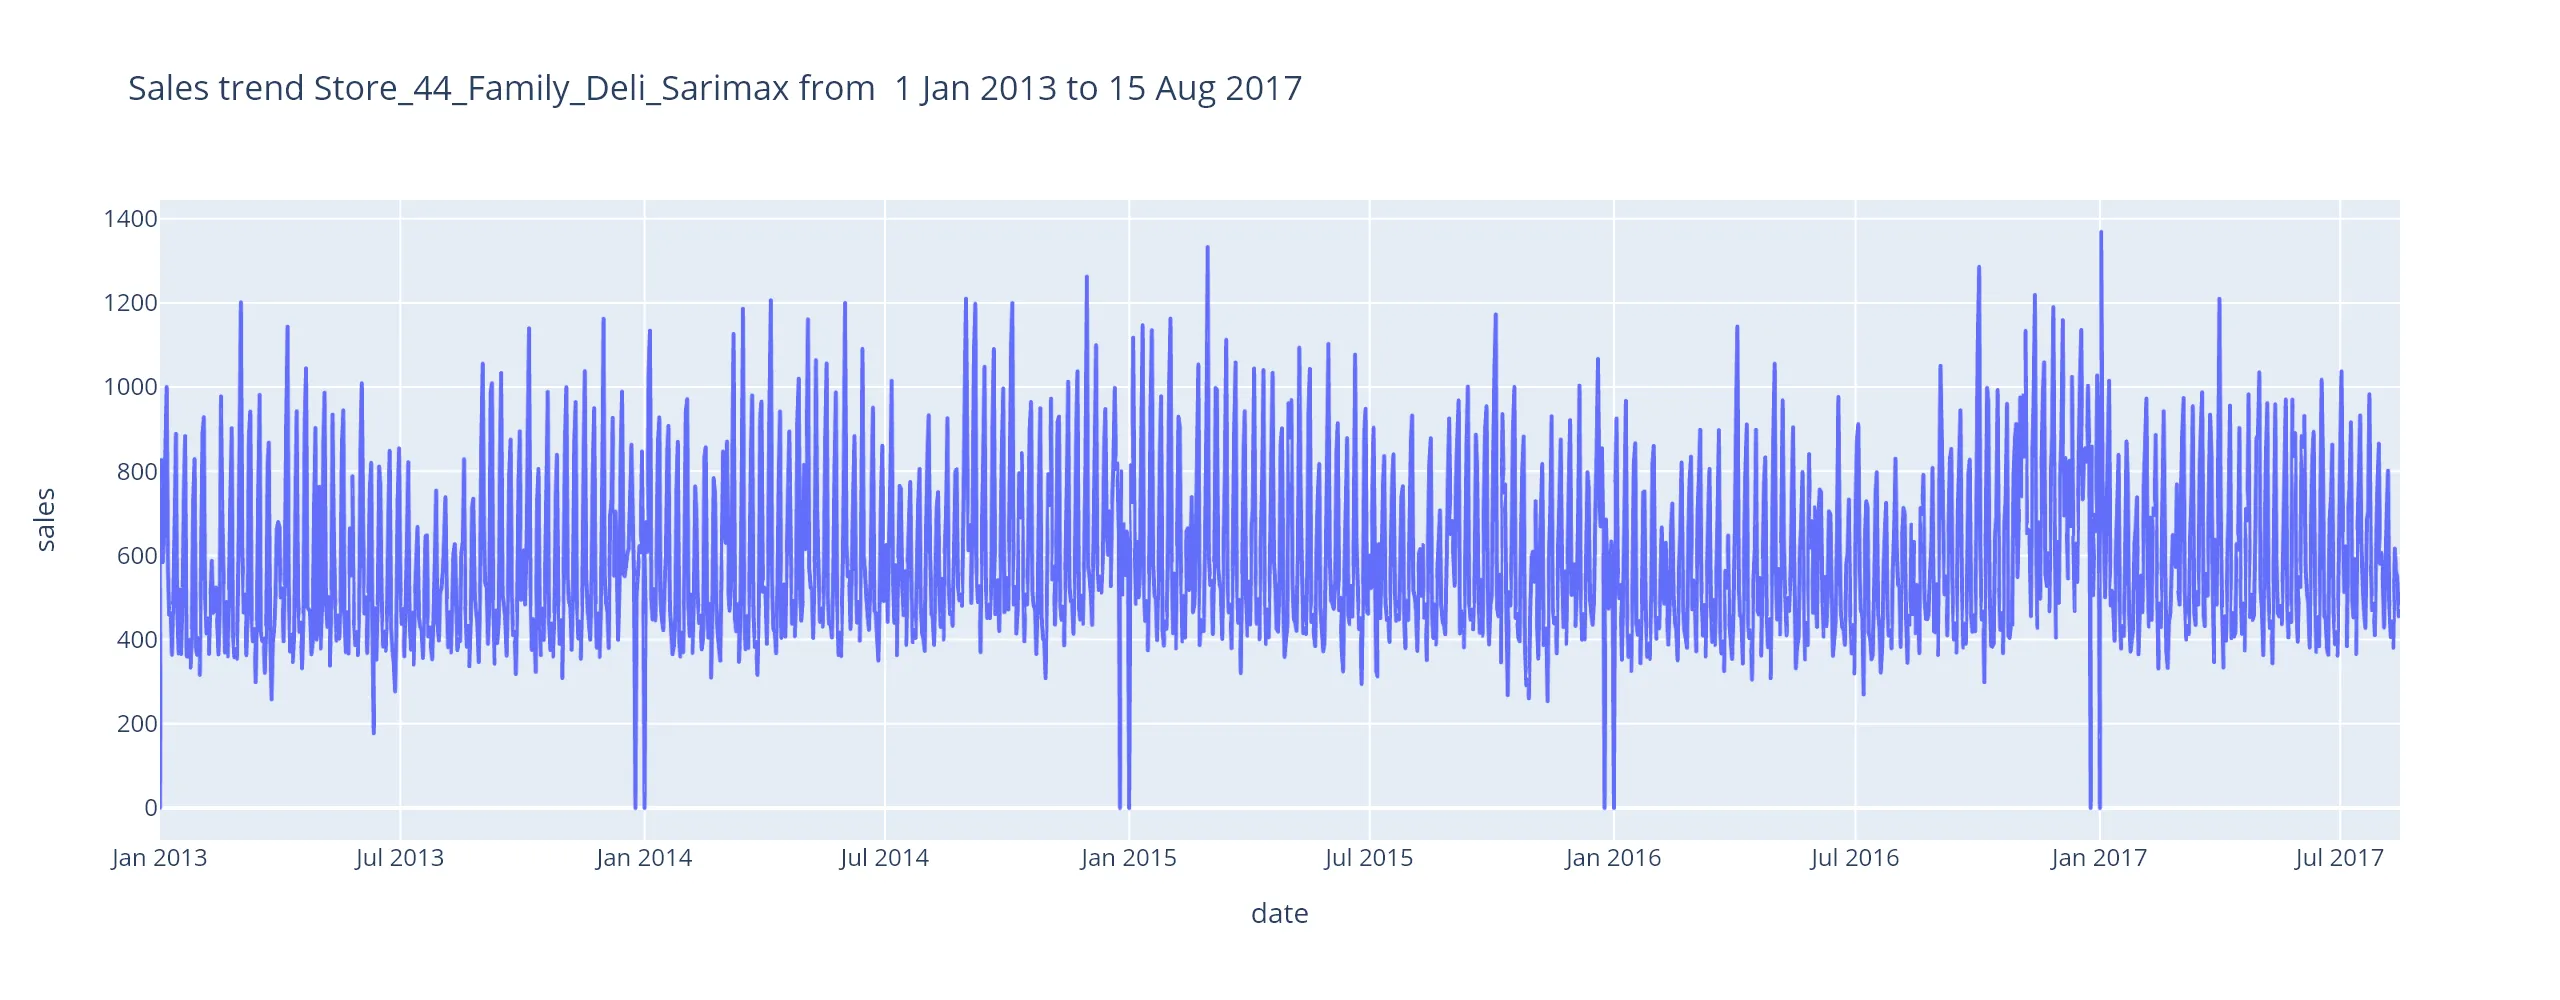 Sales trend Store_44_Family_Deli_Sarimax from  1 Jan 2013 to 15 Aug 2017
1400
1200
1000
800
600
400
200
0
sales
Jan 2013 Jul 2013 Jan 2014 Jul 2014 Jan 2015 Jul 2015 Jan 2016 Jul 2016 Jan 2017 Jul 2017
date